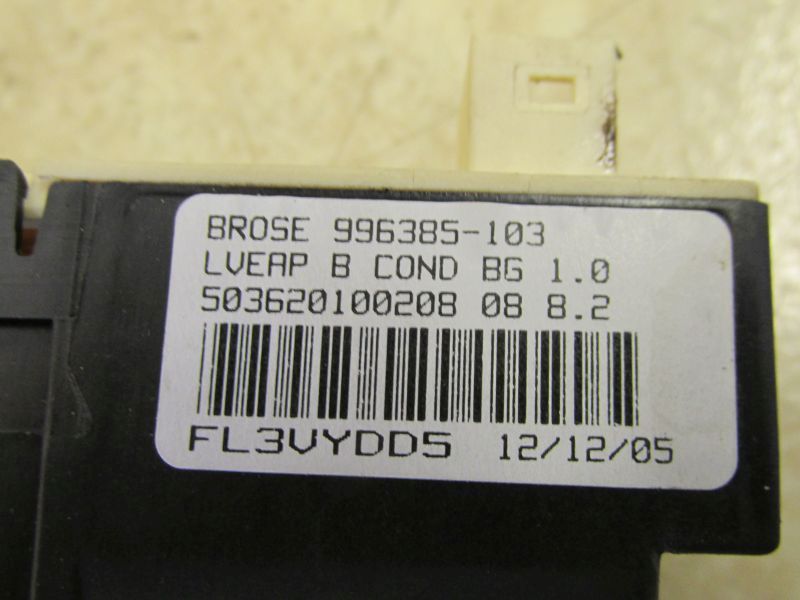 BROSE 996385-103
LVEAP B COND BG 1.0
503620100208 08 8.2
FL3VYDD5 12/12/05